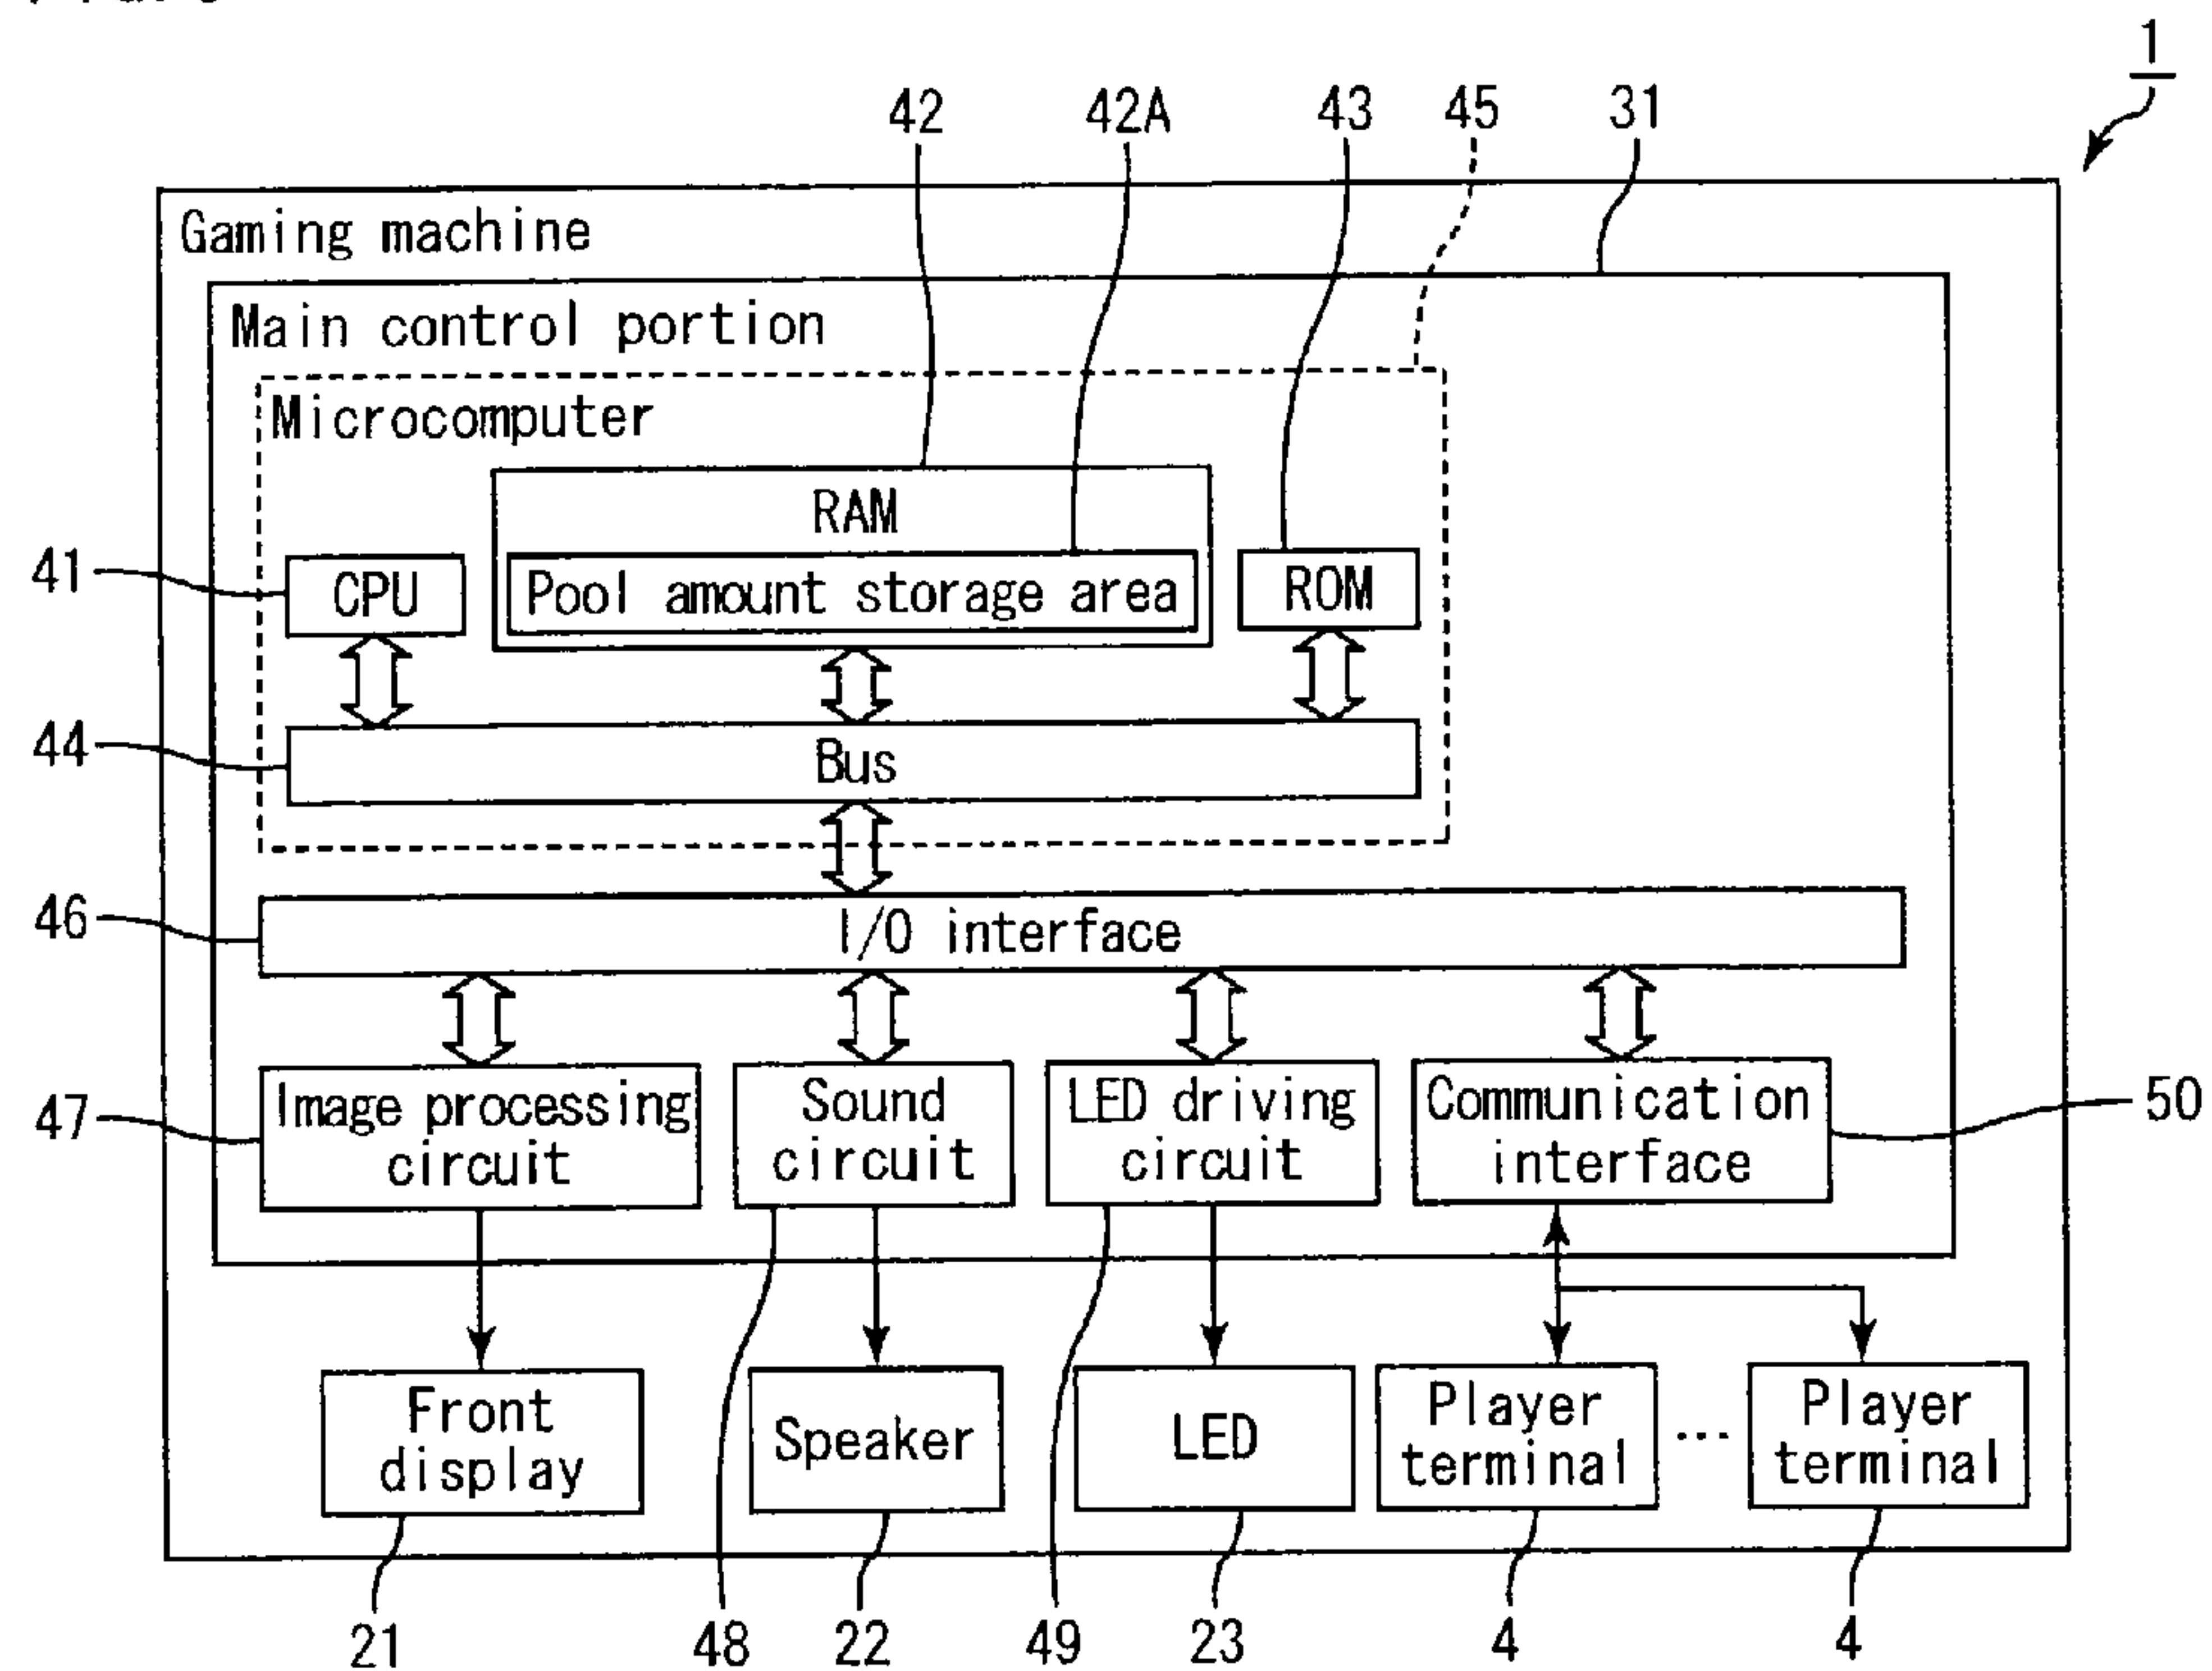 1
42
42A
43
45
31
Gaming machine
Main control portion
Microcomputer
RAM
41
CPU
Pool amount storage area
ROM
44
Bus
46
I/O interface
47
Image processing
circuit
Sound
circuit
LED driving
circuit
Communication
interface
50
Front
display
Speaker
LED
Player
terminal
...
Player
terminal
21
48
22
49
23
4
4